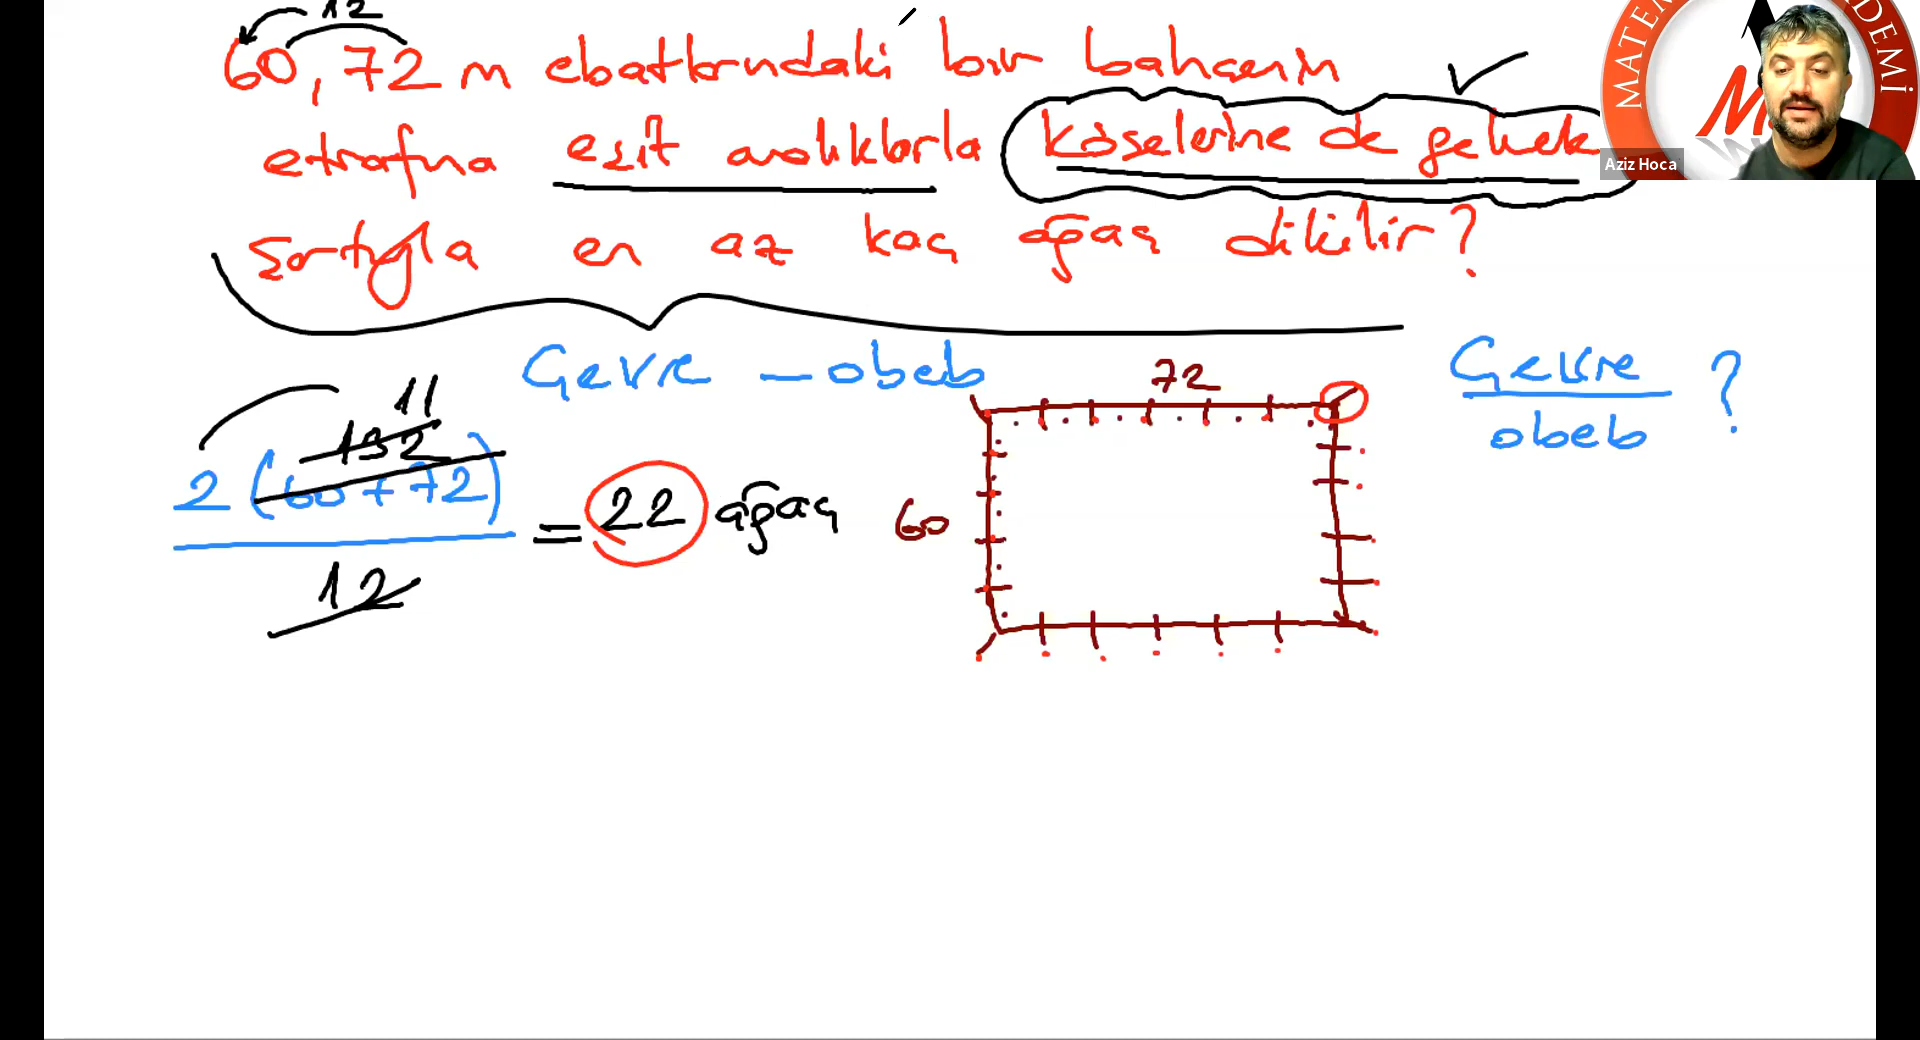 12
60, 72 m ebatlarındaki bir bahçenin
etrafına eşit aralıklarla köşelerine de gelmek
şartıyla en az kaç ağaç dikilir?
Çevre - obeb
Çevre
obeb
?
11
132
2 (60 + 72)
12
= 22 ağaç
72
60
Aziz Hoca